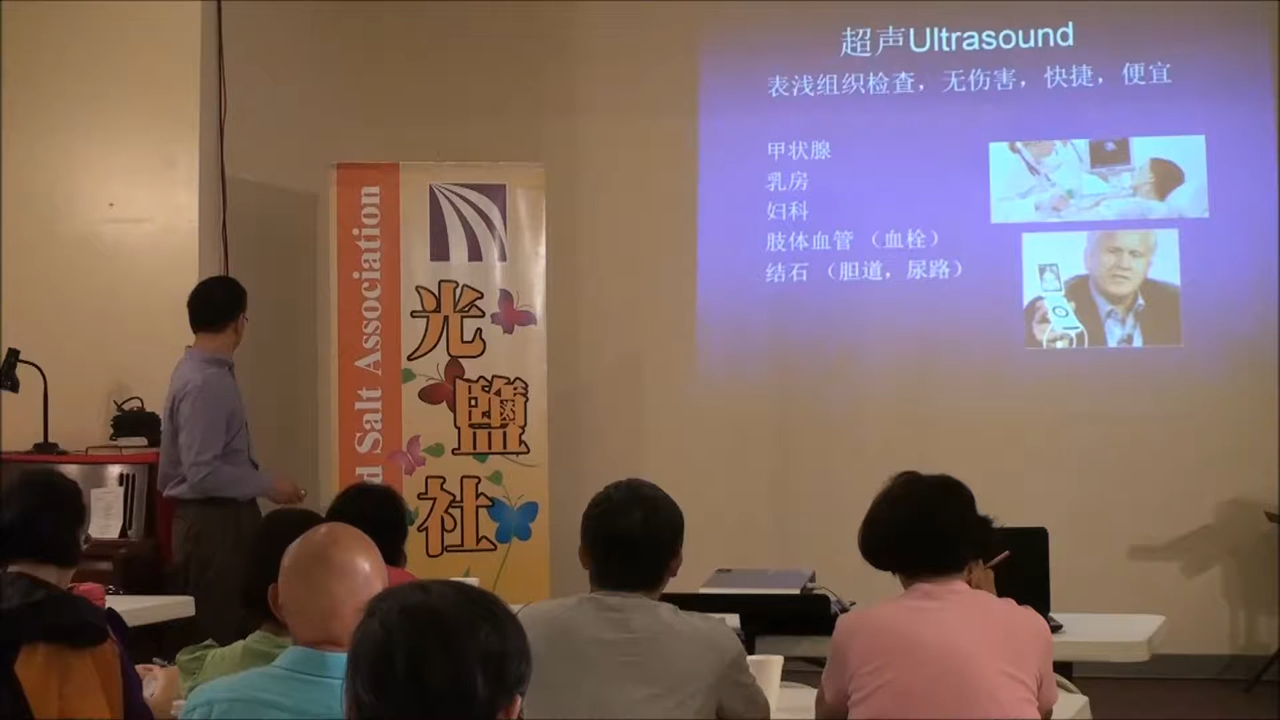 超声Ultrasound
表浅组织检查，无伤害，快捷，便宜
甲状腺
乳房
妇科
肢体血管 （血栓）
结石 （胆道，尿路）
d Salt Association
光
鹽
社